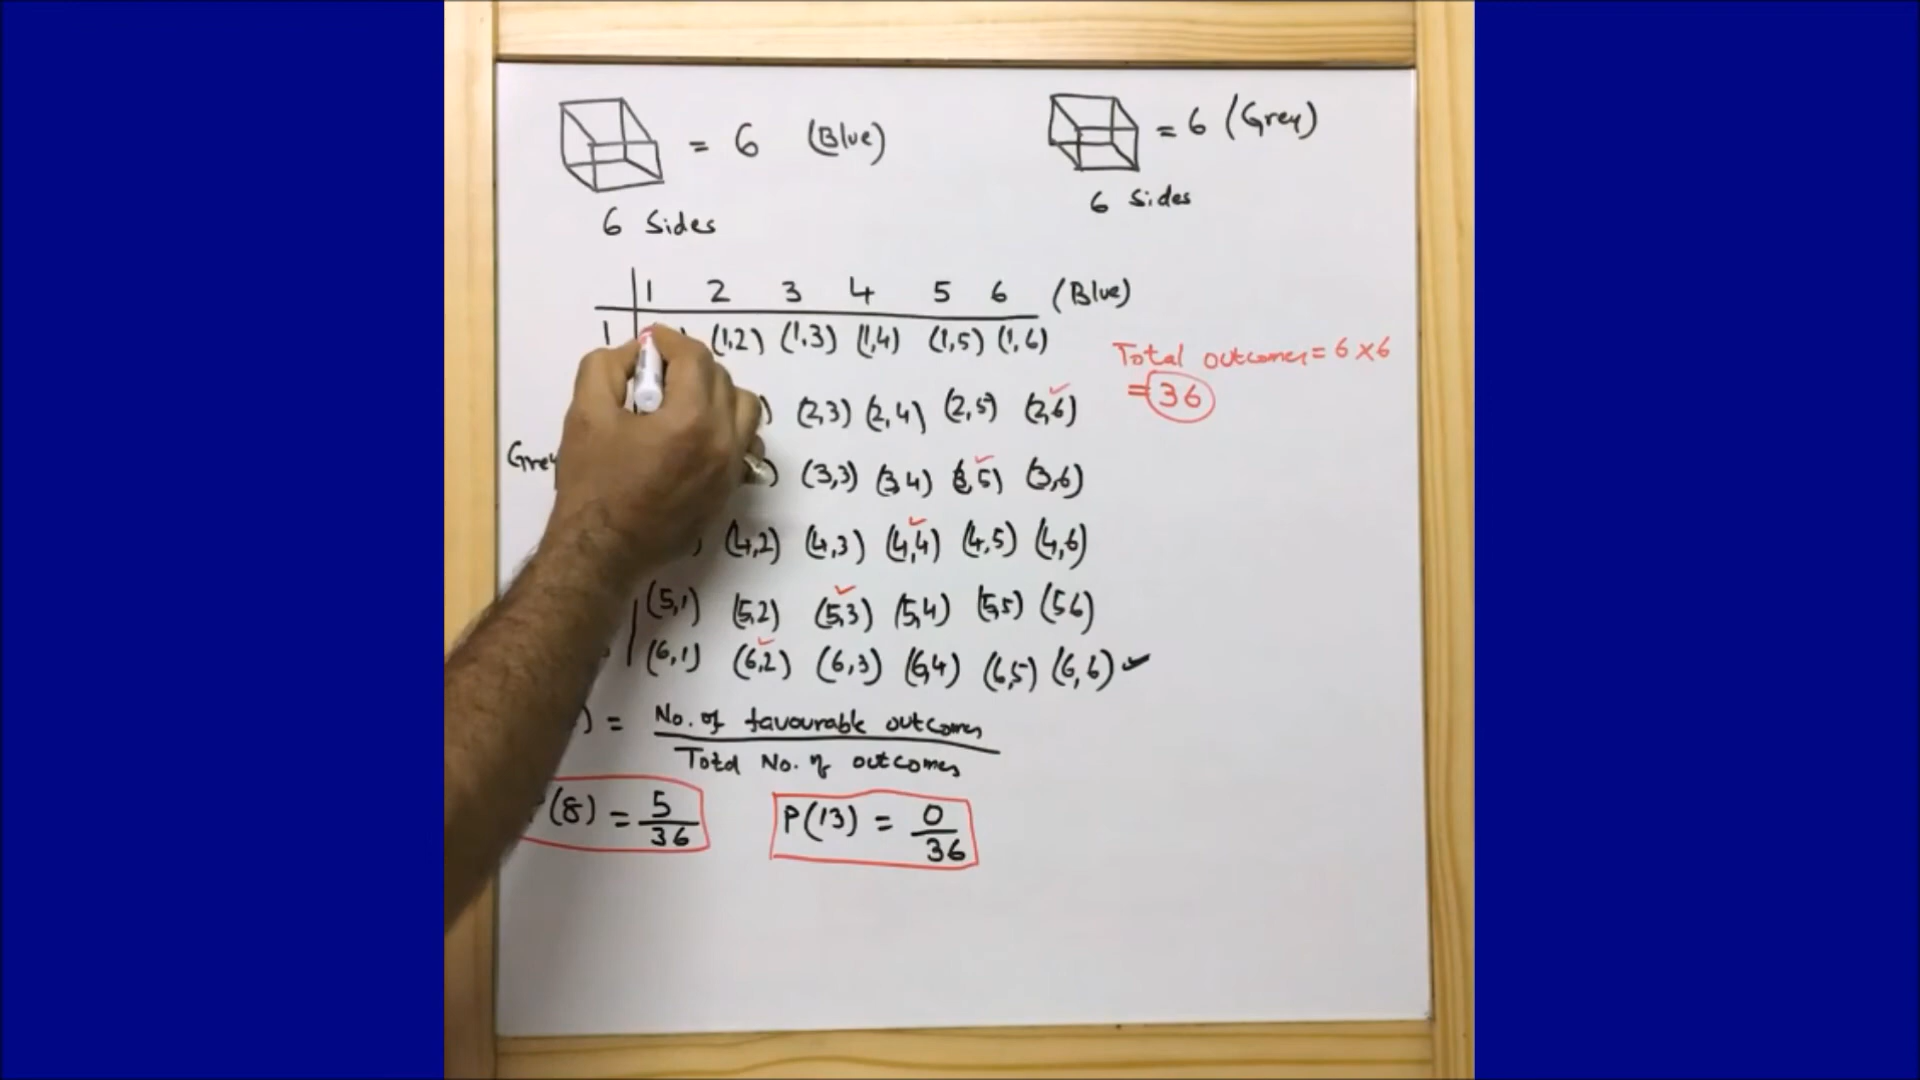 = 6 (Blue)
= 6 (Grey)
6 Sides
6 Sides
1 2 3 4 5 6 (Blue)
1 (1,2) (1,3) (1,4) (1,5) (1,6)
Total outcomes = 6 × 6
= 36
(2,3) (2,4) (2,5) (2,6)
Grey
(3,3) (3,4) (3,5) (3,6)
(4,2) (4,3) (4,4) (4,5) (4,6)
(5,1) (5,2) (5,3) (5,4) (5,5) (5 6)
(6,1) (6,2) (6,3) (6,4) (6,5) (6,6) ✓
) = No. of favourable outcomes
Total No. of outcomes
P(8) = 5/36
P(13) = 0/36